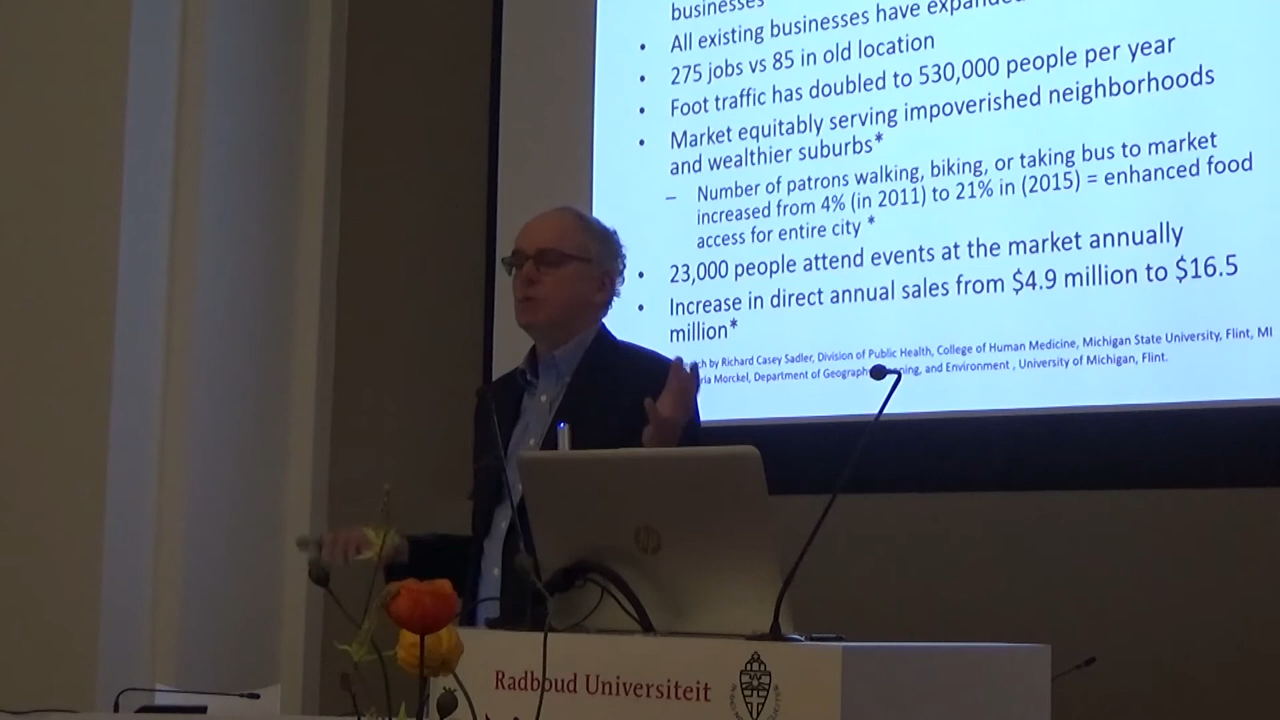 businesses
• All existing businesses have expanded
• 275 jobs vs 85 in old location
• Foot traffic has doubled to 530,000 people per year
• Market equitably serving impoverished neighborhoods
and wealthier suburbs*
– Number of patrons walking, biking, or taking bus to market
increased from 4% (in 2011) to 21% in (2015) = enhanced food
access for entire city *
• 23,000 people attend events at the market annually
• Increase in direct annual sales from $4.9 million to $16.5
million*
by Richard Casey Sadler, Division of Public Health, College of Human Medicine, Michigan State University, Flint, MI
Morckel, Department of Geography and Environment , University of Michigan, Flint.
hp
Radboud Universiteit